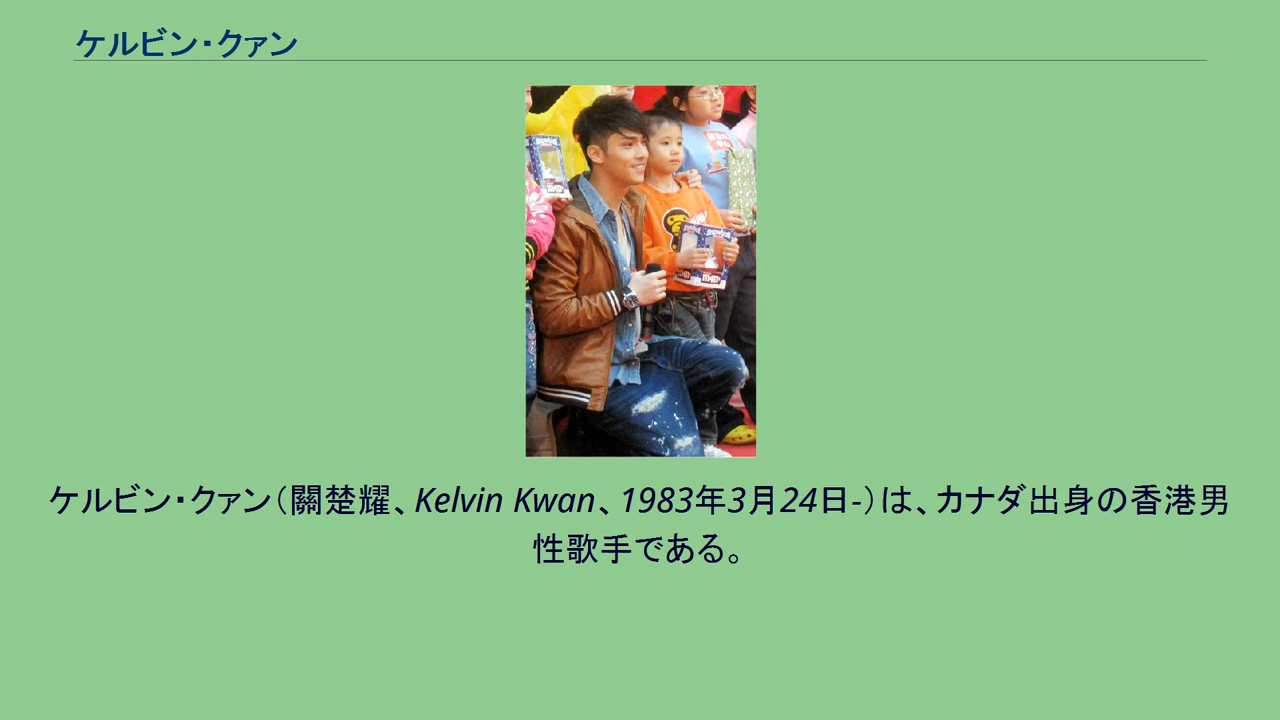 ケルビン・クァン
ケルビン・クァン（關楚耀、Kelvin Kwan、1983年3月24日-）は、カナダ出身の香港男
性歌手である。